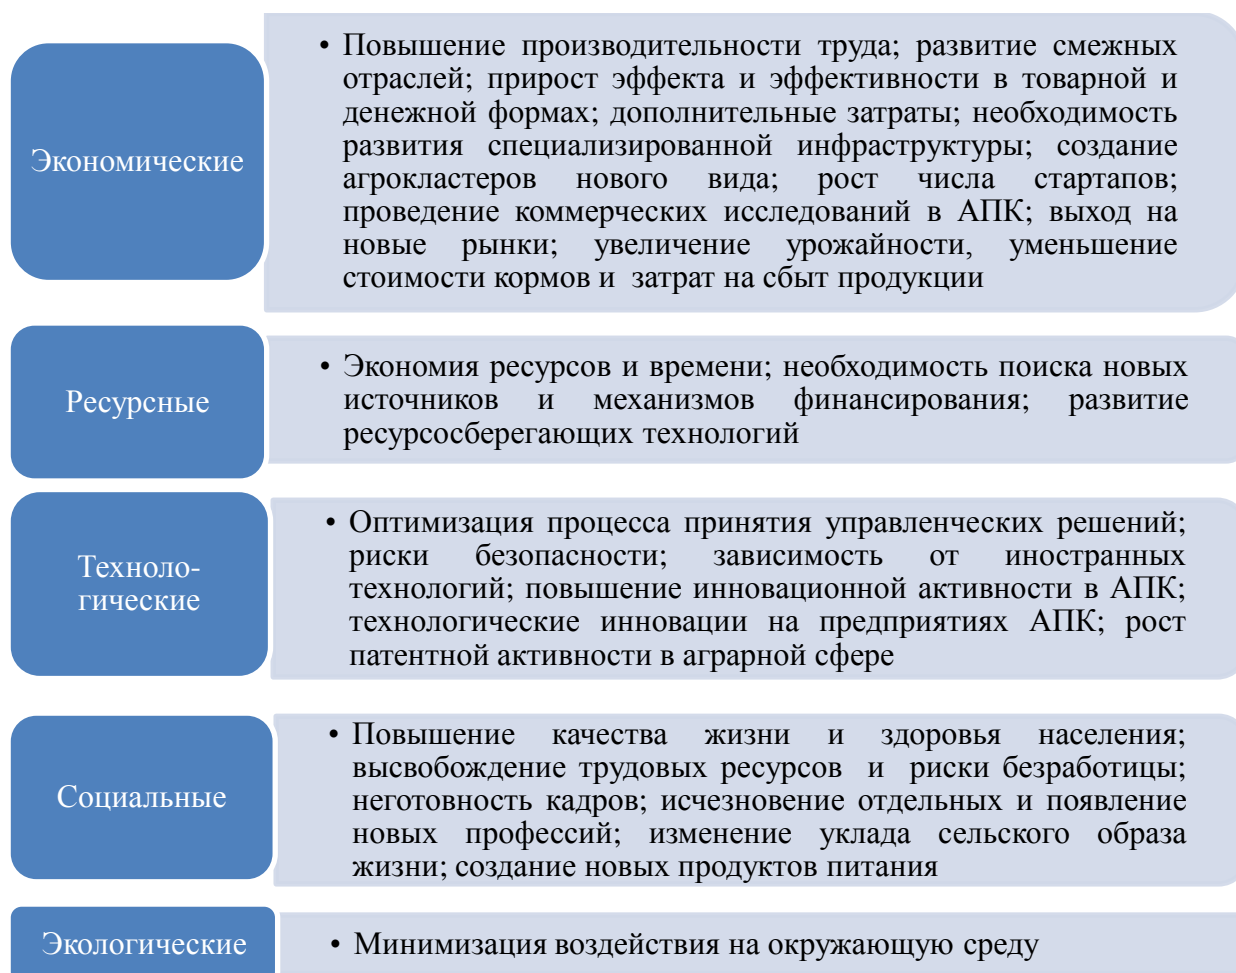 Экономические
• Повышение производительности труда; развитие смежных
отраслей; прирост эффекта и эффективности в товарной и
денежной формах; дополнительные затраты; необходимость
развития специализированной инфраструктуры; создание
агрокластеров нового вида; рост числа стартапов;
проведение коммерческих исследований в АПК; выход на
новые рынки; увеличение урожайности, уменьшение
стоимости кормов и затрат на сбыт продукции
Ресурсные
• Экономия ресурсов и времени; необходимость поиска новых
источников и механизмов финансирования; развитие
ресурсосберегающих технологий
Техноло-
гические
• Оптимизация процесса принятия управленческих решений;
риски безопасности; зависимость от иностранных
технологий; повышение инновационной активности в АПК;
технологические инновации на предприятиях АПК; рост
патентной активности в аграрной сфере
Социальные
• Повышение качества жизни и здоровья населения;
высвобождение трудовых ресурсов и риски безработицы;
неготовность кадров; исчезновение отдельных и появление
новых профессий; изменение уклада сельского образа
жизни; создание новых продуктов питания
Экологические
• Минимизация воздействия на окружающую среду